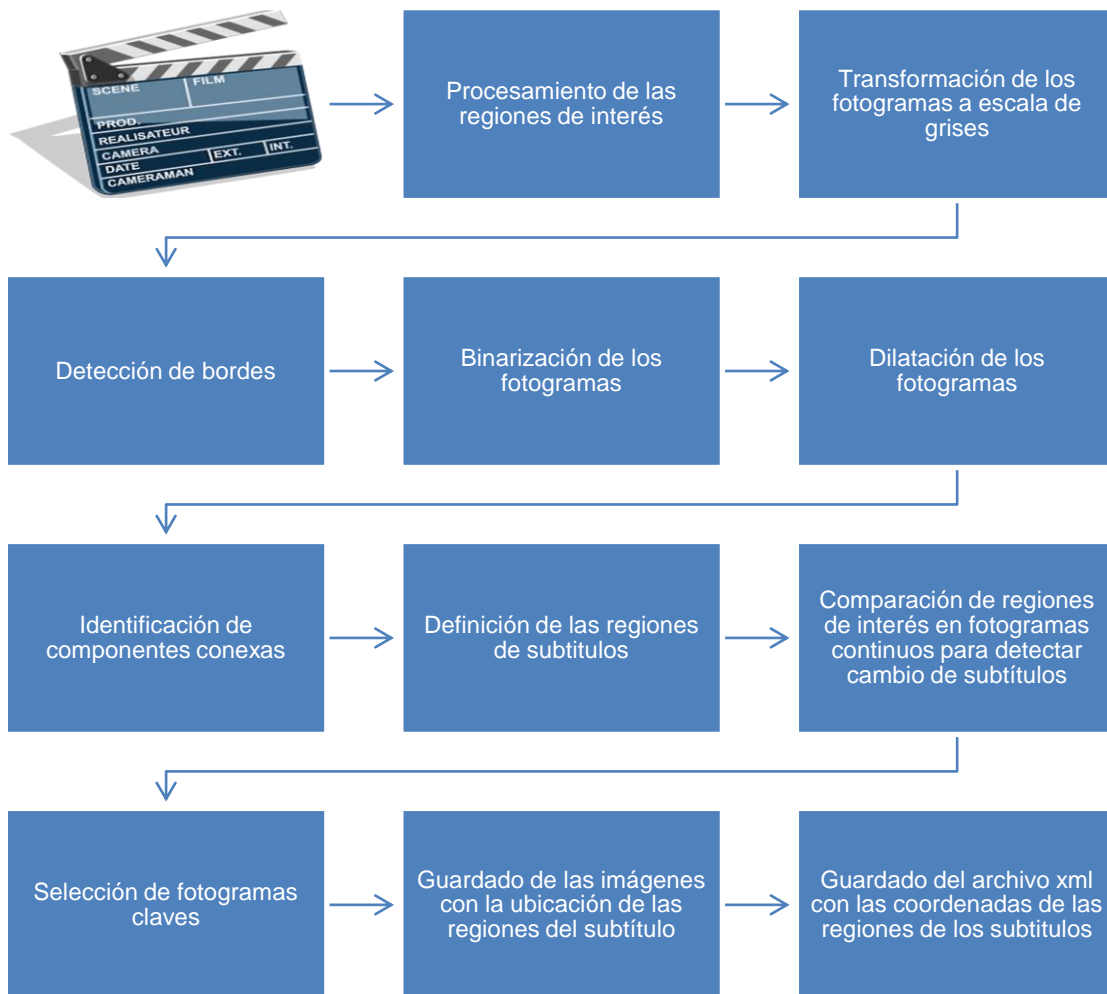 SCENE
FILM
PROD.
REALISATEUR
CAMERA
EXT.
INT.
DATE
CAMERAMAN
Procesamiento de las
regiones de interés
Transformación de los
fotogramas a escala de
grises
Detección de bordes
Binarización de los
fotogramas
Dilatación de los
fotogramas
Identificación de
componentes conexas
Definición de las regiones
de subtitulos
Comparación de regiones
de interés en fotogramas
continuos para detectar
cambio de subtítulos
Selección de fotogramas
claves
Guardado de las imágenes
con la ubicación de las
regiones del subtítulo
Guardado del archivo xml
con las coordenadas de las
regiones de los subtitulos